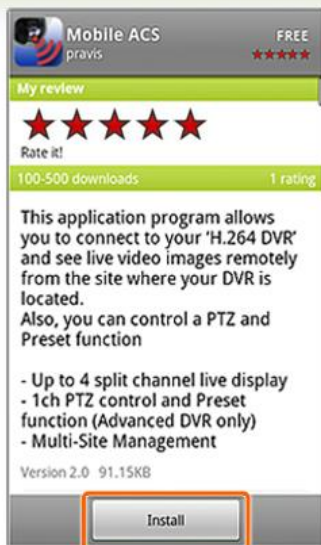 Mobile ACS FREE
pravis
My review
Rate it!
100-500 downloads 1 rating
This application program allows
you to connect to your 'H.264 DVR'
and see live video images remotely
from the site where your DVR is
located.
Also, you can control a PTZ and
Preset function
- Up to 4 split channel live display
- 1ch PTZ control and Preset
function (Advanced DVR only)
- Multi-Site Management
Version 2.0 91.15KB
Install